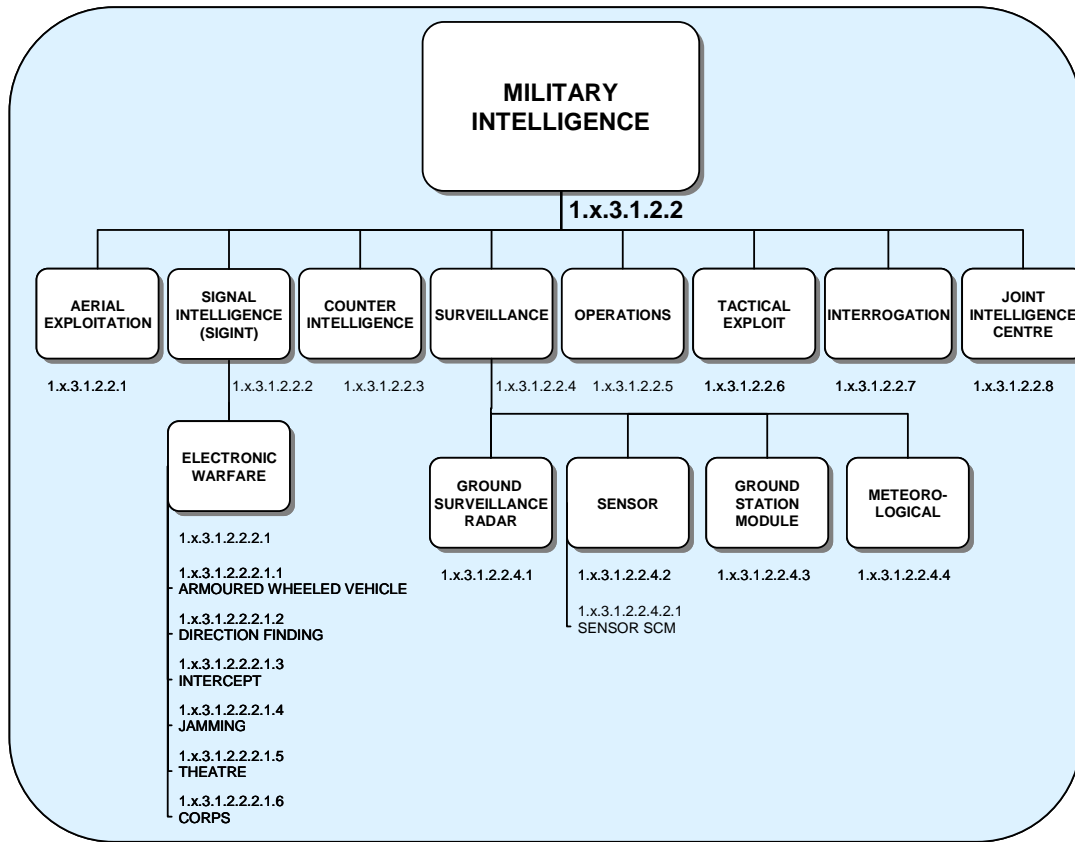 MILITARY
INTELLIGENCE
1.x.3.1.2.2
AERIAL
EXPLOITATION
1.x.3.1.2.2.1
SIGNAL
INTELLIGENCE
(SIGINT)
1.x.3.1.2.2.2
COUNTER
INTELLIGENCE
1.x.3.1.2.2.3
SURVEILLANCE
1.x.3.1.2.2.4
OPERATIONS
1.x.3.1.2.2.5
TACTICAL
EXPLOIT
1.x.3.1.2.2.6
INTERROGATION
1.x.3.1.2.2.7
JOINT
INTELLIGENCE
CENTRE
1.x.3.1.2.2.8
ELECTRONIC
WARFARE
1.x.3.1.2.2.2.1
1.x.3.1.2.2.2.1.1
ARMOURED WHEELED VEHICLE
1.x.3.1.2.2.2.1.2
DIRECTION FINDING
1.x.3.1.2.2.2.1.3
INTERCEPT
1.x.3.1.2.2.2.1.4
JAMMING
1.x.3.1.2.2.2.1.5
THEATRE
1.x.3.1.2.2.2.1.6
CORPS
GROUND
SURVEILLANCE
RADAR
1.x.3.1.2.2.4.1
SENSOR
1.x.3.1.2.2.4.2
1.x.3.1.2.2.4.2.1
SENSOR SCM
GROUND
STATION
MODULE
1.x.3.1.2.2.4.3
METEORO-
LOGICAL
1.x.3.1.2.2.4.4